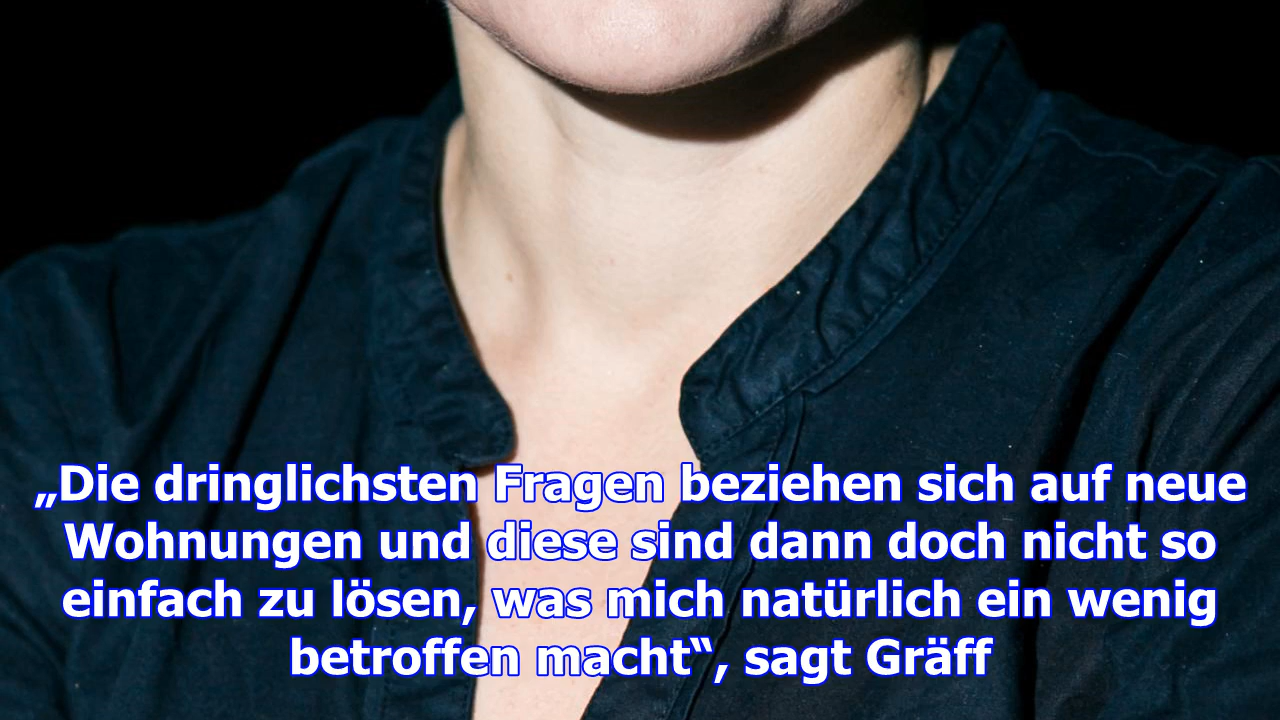 „Die dringlichsten Fragen beziehen sich auf neue
Wohnungen und diese sind dann doch nicht so
einfach zu lösen, was mich natürlich ein wenig
betroffen macht“, sagt Gräff